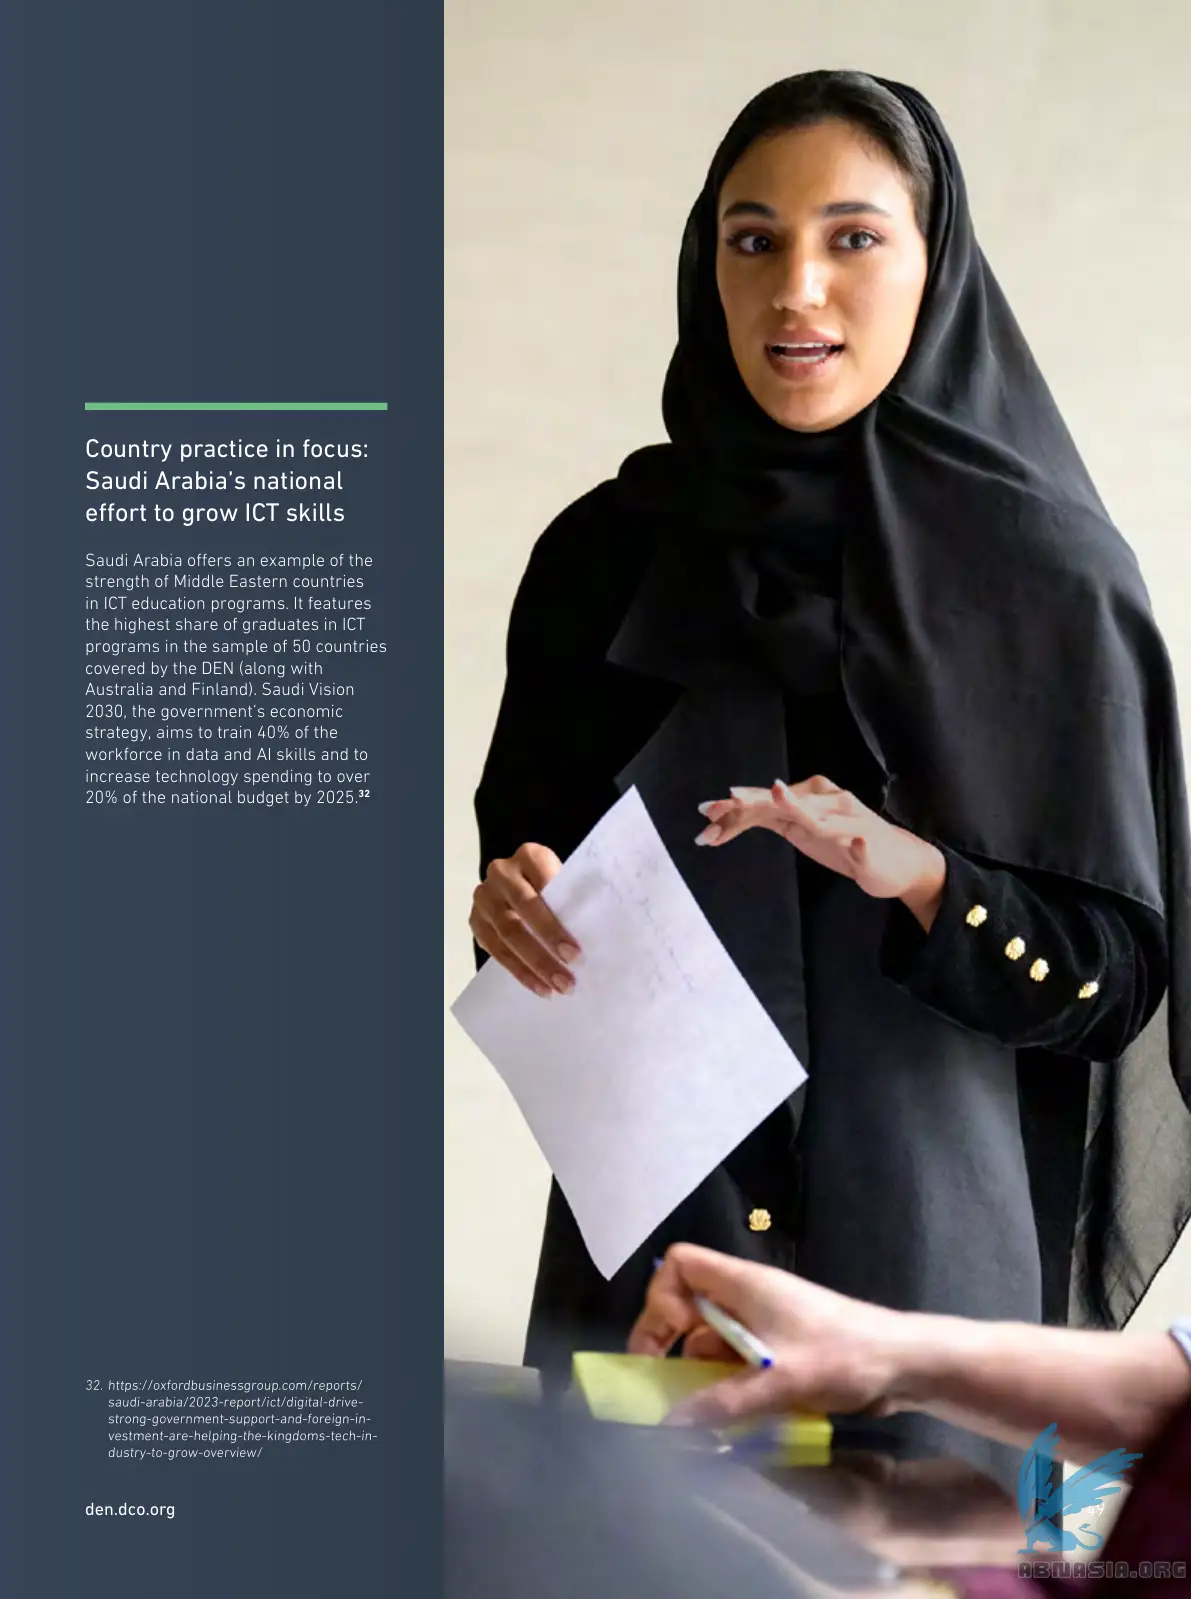 Country practice in focus:
Saudi Arabia’s national
effort to grow ICT skills
Saudi Arabia offers an example of the
strength of Middle Eastern countries
in ICT education programs. It features
the highest share of graduates in ICT
programs in the sample of 50 countries
covered by the DEN (along with
Australia and Finland). Saudi Vision
2030, the government’s economic
strategy, aims to train 40% of the
workforce in data and AI skills and to
increase technology spending to over
20% of the national budget by 2025.32
32. https://oxfordbusinessgroup.com/reports/
saudi-arabia/2023-report/ict/digital-drive-
strong-government-support-and-foreign-in-
vestment-are-helping-the-kingdoms-tech-in-
dustry-to-grow-overview/
den.dco.org
ABNASIA.ORG